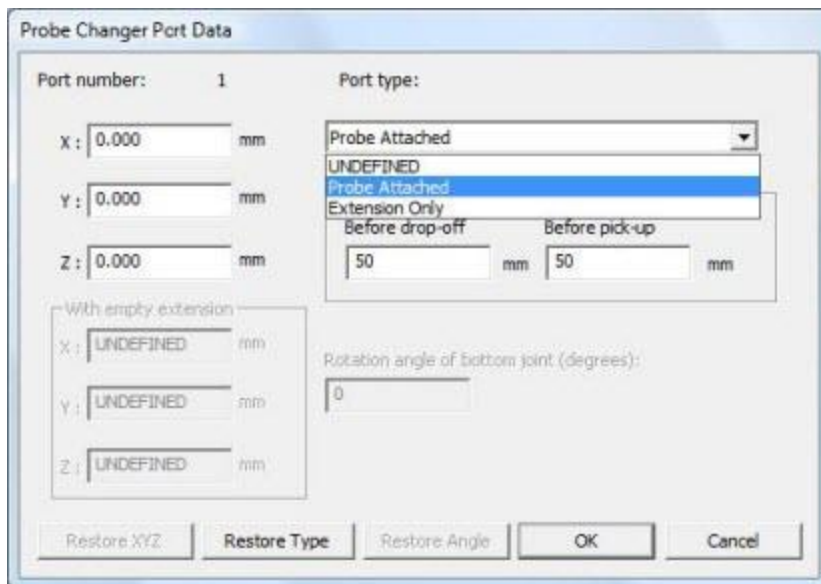 Probe Changer Port Data
Port number: 1 Port type:
X : 0.000 mm Probe Attached
UNDEFINED
Y : 0.000 mm Probe Attached
Extension Only
Before drop-off Before pick-up
Z : 0.000 mm 50 mm 50 mm
With empty extension
X : UNDEFINED mm
Rotation angle of bottom joint (degrees):
Y : UNDEFINED mm 0
Z : UNDEFINED mm
Restore XYZ Restore Type Restore Angle OK Cancel